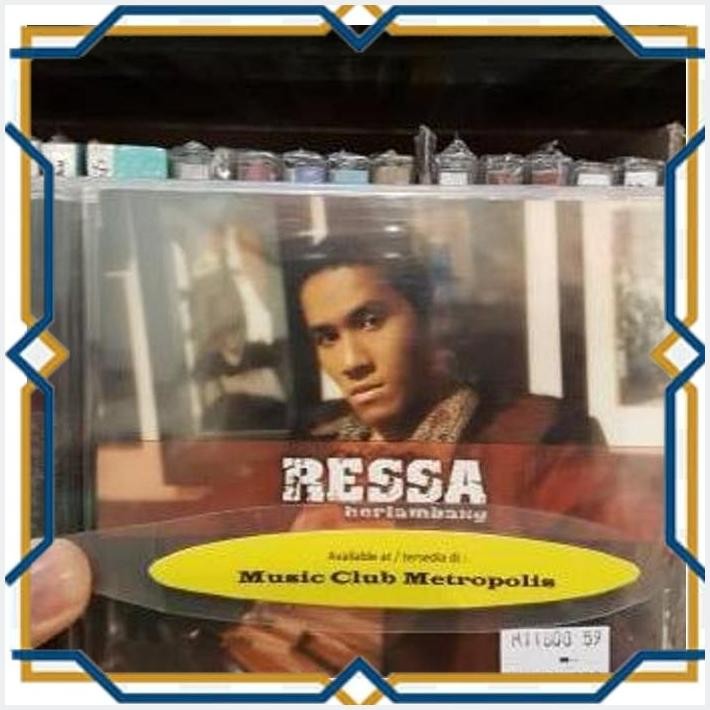 RESSA
herlambang
Available at / tersedia di :
Music Club Metropolis